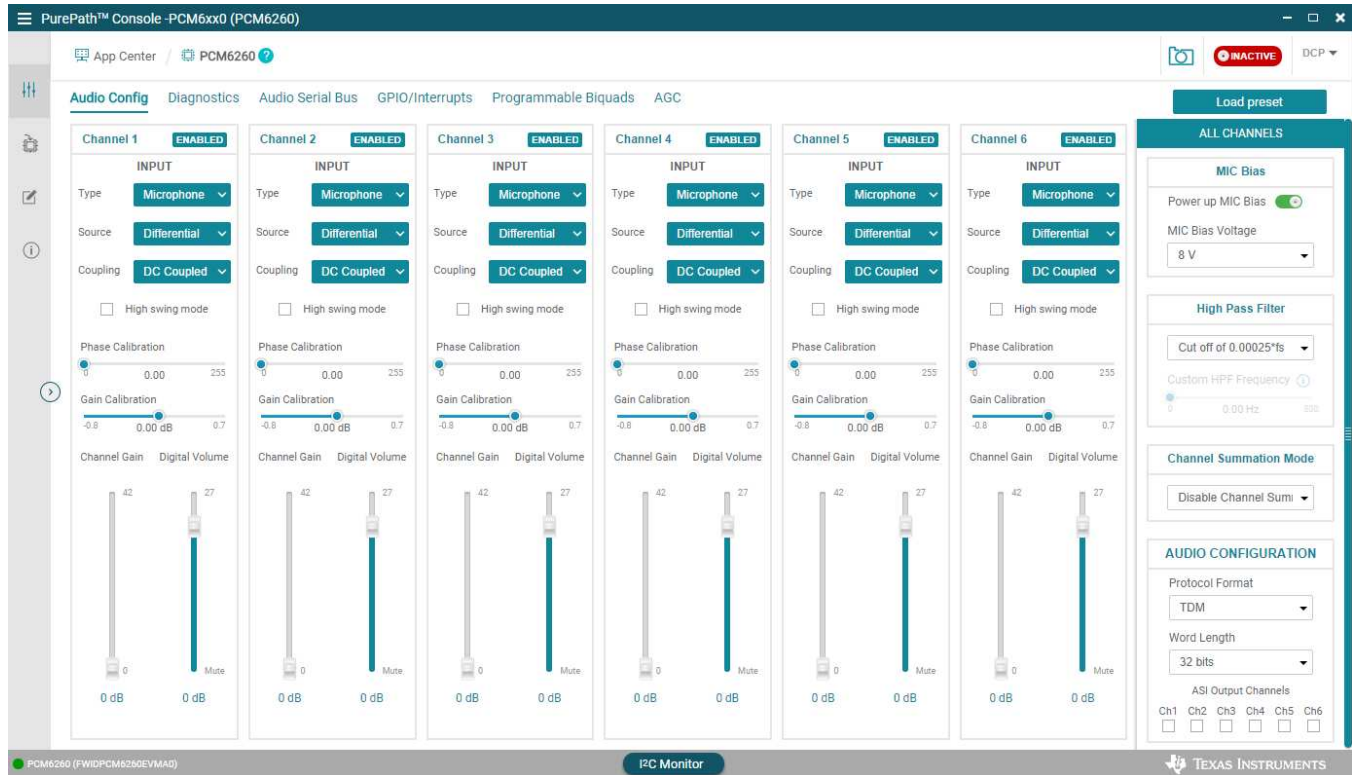 PurePath™ Console -PCM6xx0 (PCM6260)
App Center / PCM6260 ?
INACTIVE
DCP
Audio Config Diagnostics Audio Serial Bus GPIO/Interrupts Programmable Biquads AGC
Load preset
Channel 1 ENABLED
INPUT
Type Microphone
Source Differential
Coupling DC Coupled
High swing mode
Phase Calibration
0 0.00 255
Gain Calibration
-0.8 0.00 dB 0.7
Channel Gain Digital Volume
42 27
0 Mute
0 dB 0 dB
Channel 2 ENABLED
INPUT
Type Microphone
Source Differential
Coupling DC Coupled
High swing mode
Phase Calibration
0 0.00 255
Gain Calibration
-0.8 0.00 dB 0.7
Channel Gain Digital Volume
42 27
0 Mute
0 dB 0 dB
Channel 3 ENABLED
INPUT
Type Microphone
Source Differential
Coupling DC Coupled
High swing mode
Phase Calibration
0 0.00 255
Gain Calibration
-0.8 0.00 dB 0.7
Channel Gain Digital Volume
42 27
0 Mute
0 dB 0 dB
Channel 4 ENABLED
INPUT
Type Microphone
Source Differential
Coupling DC Coupled
High swing mode
Phase Calibration
0 0.00 255
Gain Calibration
-0.8 0.00 dB 0.7
Channel Gain Digital Volume
42 27
0 Mute
0 dB 0 dB
Channel 5 ENABLED
INPUT
Type Microphone
Source Differential
Coupling DC Coupled
High swing mode
Phase Calibration
0 0.00 255
Gain Calibration
-0.8 0.00 dB 0.7
Channel Gain Digital Volume
42 27
0 Mute
0 dB 0 dB
Channel 6 ENABLED
INPUT
Type Microphone
Source Differential
Coupling DC Coupled
High swing mode
Phase Calibration
0 0.00 255
Gain Calibration
-0.8 0.00 dB 0.7
Channel Gain Digital Volume
42 27
0 Mute
0 dB 0 dB
ALL CHANNELS
MIC Bias
Power up MIC Bias
MIC Bias Voltage
8 V
High Pass Filter
Cut off of 0.00025*fs
Custom HPF Frequency
0 0.00 Hz
Channel Summation Mode
Disable Channel Sum
AUDIO CONFIGURATION
Protocol Format
TDM
Word Length
32 bits
ASI Output Channels
Ch1 Ch2 Ch3 Ch4 Ch5 Ch6
PCM6260 (FWIDPCM6260EVMA0)
I²C Monitor
TEXAS INSTRUMENTS